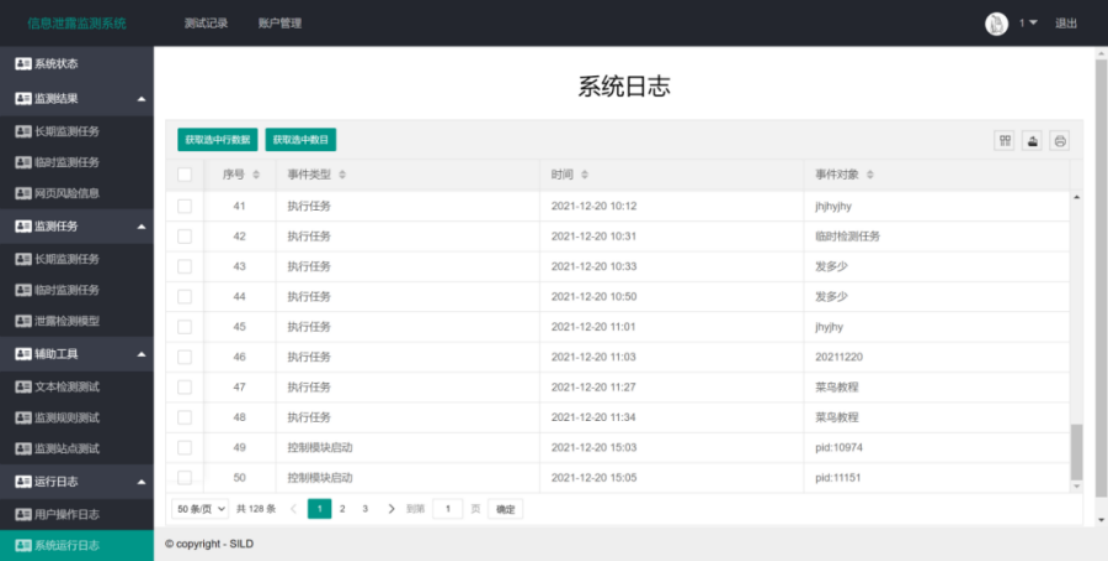 信息泄露监测系统 测试记录 账户管理 1 退出
系统状态
监测结果
长期监测任务
临时监测任务
网页风险信息
监测任务
长期监测任务
临时监测任务
泄露检测模型
辅助工具
文本检测测试
监测规则测试
监测站点测试
运行日志
用户操作日志
系统运行日志
系统日志
获取选中行数据 获取选中数目
序号 事件类型 时间 事件对象
41 执行任务 2021-12-20 10:12 jhjhyjhy
42 执行任务 2021-12-20 10:31 临时检测任务
43 执行任务 2021-12-20 10:33 发多少
44 执行任务 2021-12-20 10:50 发多少
45 执行任务 2021-12-20 11:01 jhyjhy
46 执行任务 2021-12-20 11:03 20211220
47 执行任务 2021-12-20 11:27 菜鸟教程
48 执行任务 2021-12-20 11:34 菜鸟教程
49 控制模块启动 2021-12-20 15:03 pid:10974
50 控制模块启动 2021-12-20 15:05 pid:11151
50 条/页 共 128 条 < 1 2 3 > 到第 1 页 确定
© copyright - SILD